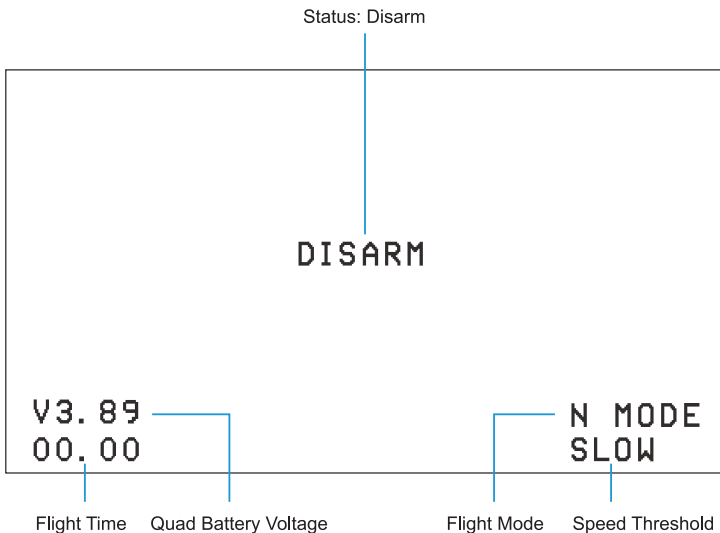 Status: Disarm
DISARM
V3.89
N MODE
00.00
SLOW
Flight Time
Quad Battery Voltage
Flight Mode
Speed Threshold